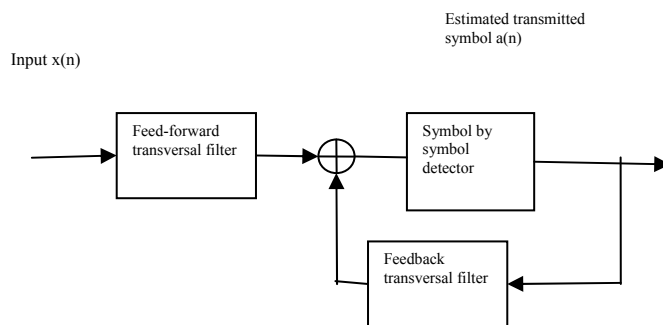 Estimated transmitted
symbol a(n)
Input x(n)
Feed-forward
transversal filter
Symbol by
symbol
detector
Feedback
transversal filter